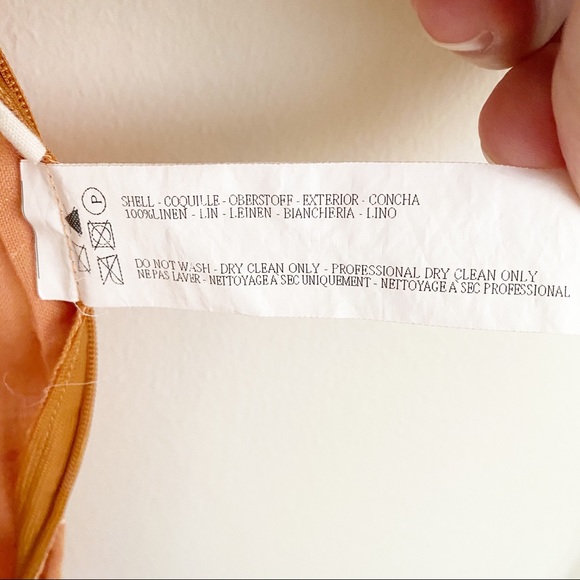 P
SHELL - COQUILLE - OBERSTOFF - EXTERIOR - CONCHA
100%LINEN - LIN - LEINEN - BIANCHERIA - LINO
DO NOT WASH - DRY CLEAN ONLY - PROFESSIONAL DRY CLEAN ONLY
NE PAS LAVER - NETTOYAGE À SEC UNIQUEMENT - NETTOYAGE À SEC PROFESSIONAL